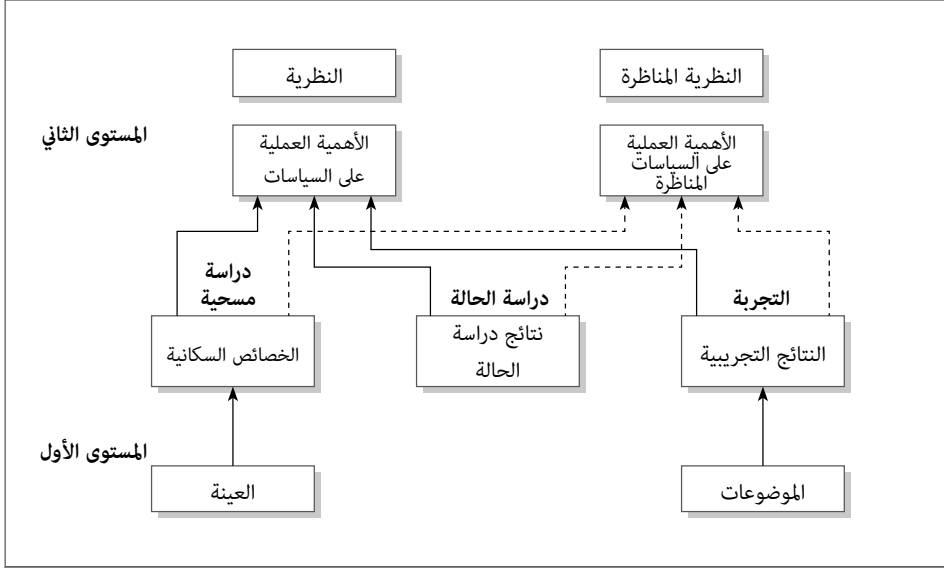 النظرية المناظرة
النظرية
المستوى الثاني
الأهمية العملية
على السياسات
المناظرة
الأهمية العملية
على السياسات
التجربة
دراسة الحالة
دراسة
مسحية
النتائج التجريبية
نتائج دراسة
الحالة
الخصائص السكانية
المستوى الأول
الموضوعات
العينة